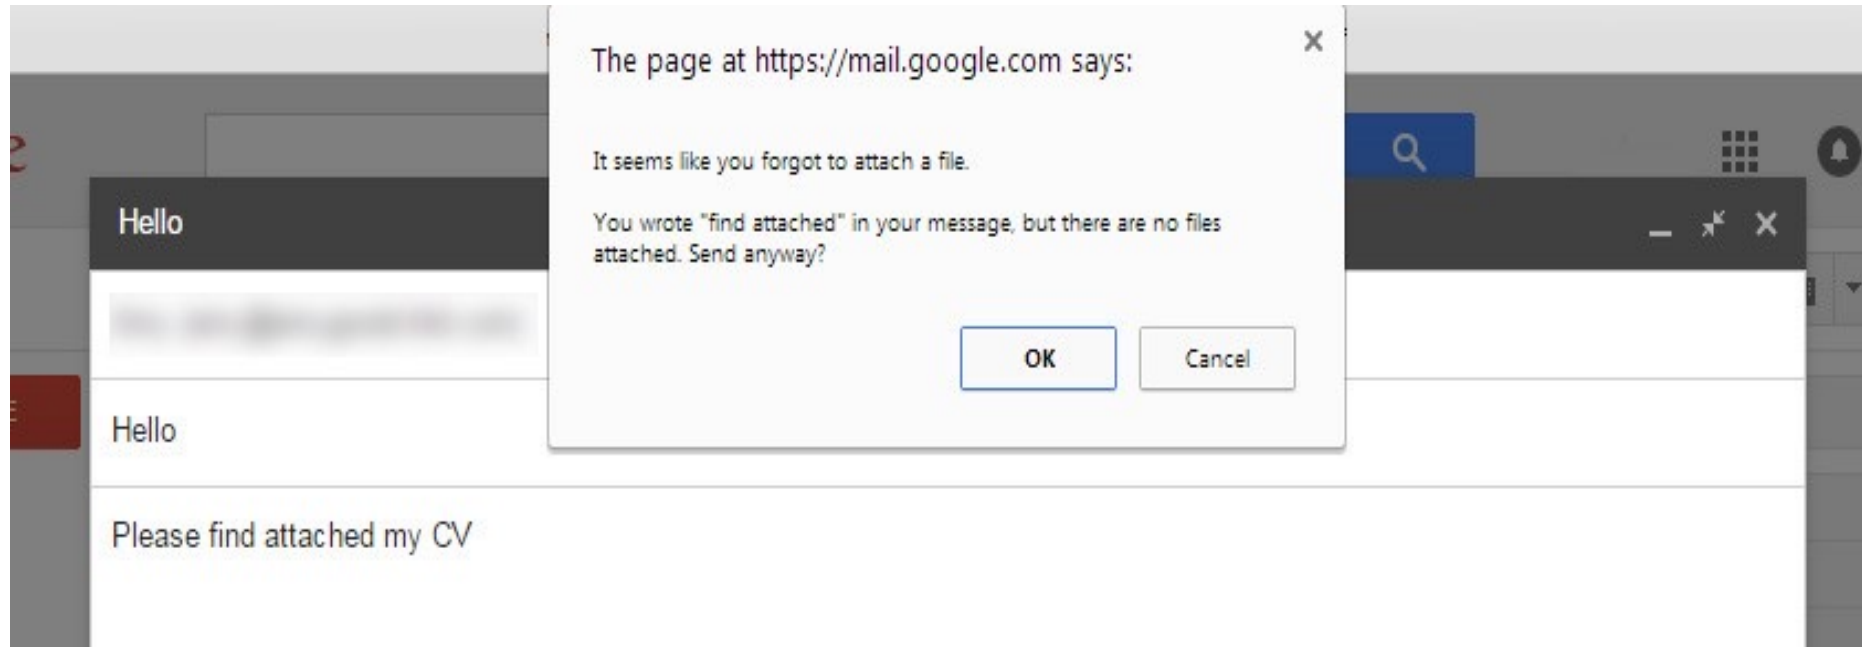 The page at https://mail.google.com says:
It seems like you forgot to attach a file.
You wrote "find attached" in your message, but there are no files
attached. Send anyway?
OK Cancel
Hello
Hello
Please find attached my CV